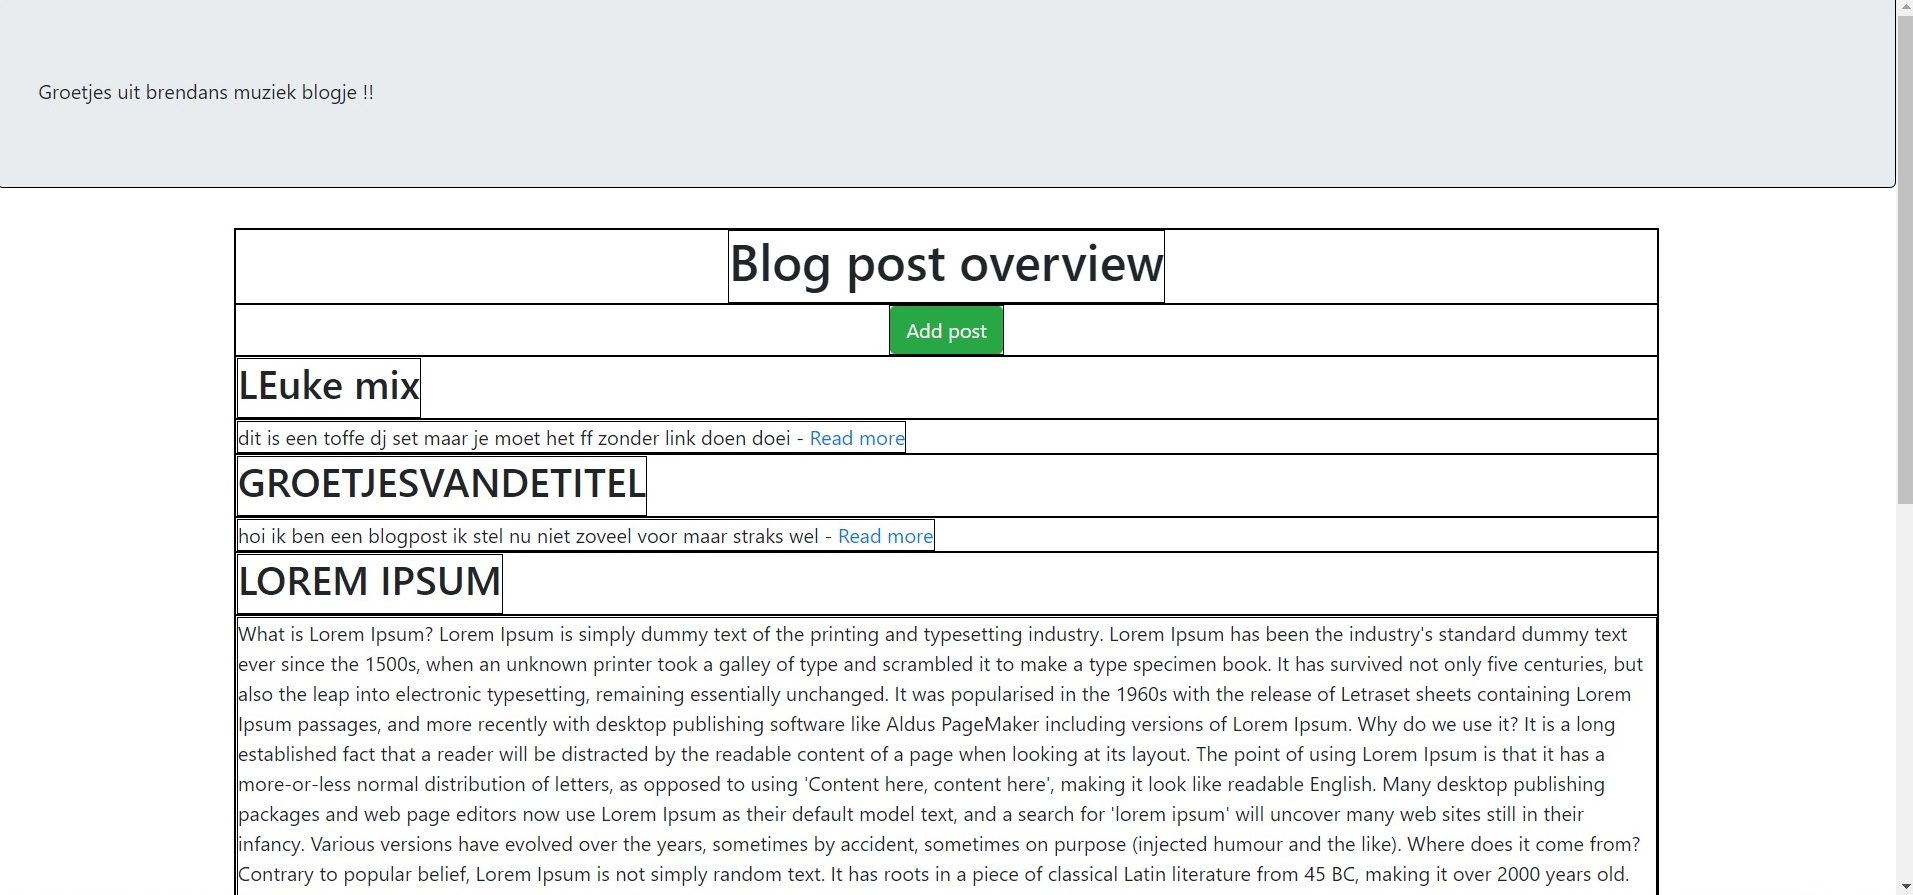 Groetjes uit brendans muziek blogje !!
Blog post overview
Add post
LEuke mix
dit is een toffe dj set maar je moet het ff zonder link doen doei - Read more
GROETJESVANDETITEL
hoi ik ben een blogpost ik stel nu niet zoveel voor maar straks wel - Read more
LOREM IPSUM
What is Lorem Ipsum? Lorem Ipsum is simply dummy text of the printing and typesetting industry. Lorem Ipsum has been the industry's standard dummy text
ever since the 1500s, when an unknown printer took a galley of type and scrambled it to make a type specimen book. It has survived not only five centuries, but
also the leap into electronic typesetting, remaining essentially unchanged. It was popularised in the 1960s with the release of Letraset sheets containing Lorem
Ipsum passages, and more recently with desktop publishing software like Aldus PageMaker including versions of Lorem Ipsum. Why do we use it? It is a long
established fact that a reader will be distracted by the readable content of a page when looking at its layout. The point of using Lorem Ipsum is that it has a
more-or-less normal distribution of letters, as opposed to using 'Content here, content here', making it look like readable English. Many desktop publishing
packages and web page editors now use Lorem Ipsum as their default model text, and a search for 'lorem ipsum' will uncover many web sites still in their
infancy. Various versions have evolved over the years, sometimes by accident, sometimes on purpose (injected humour and the like). Where does it come from?
Contrary to popular belief, Lorem Ipsum is not simply random text. It has roots in a piece of classical Latin literature from 45 BC, making it over 2000 years old.